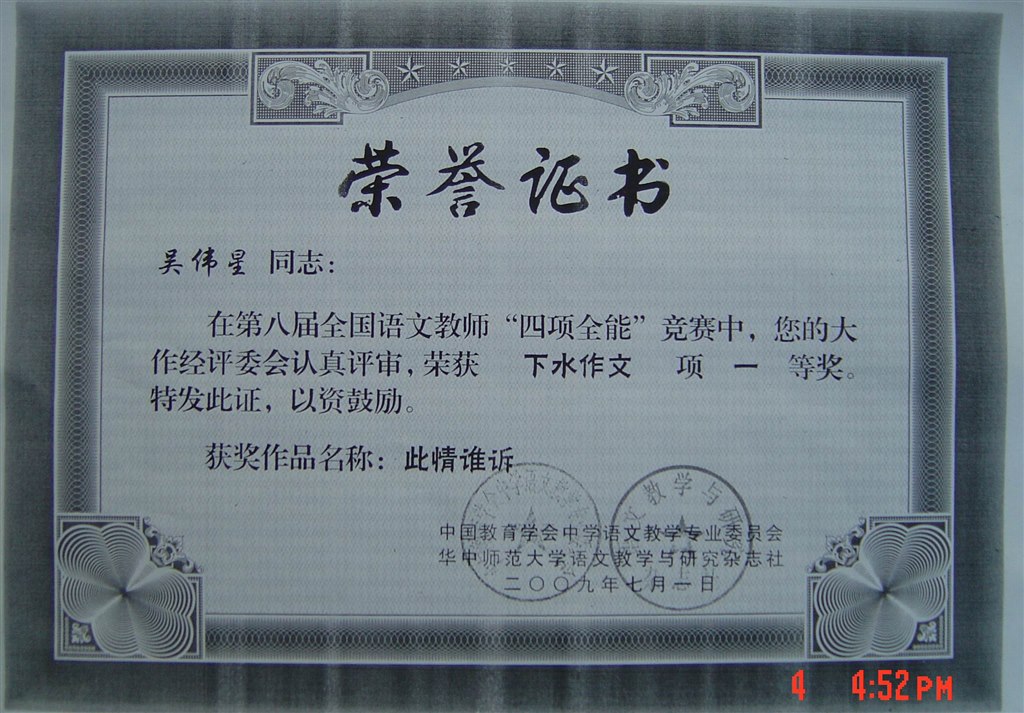 荣誉证书
吴伟星 同志：
在第八届全国语文教师“四项全能”竞赛中，您的大
作经评委会认真评审，荣获 下水作文 项 一 等奖。
特发此证，以资鼓励。
获奖作品名称：此情谁诉
中国教育学会中学语文教学专业委员会
华中师范大学语文教学与研究杂志社
二〇〇九年七月一日
4 4:52PM